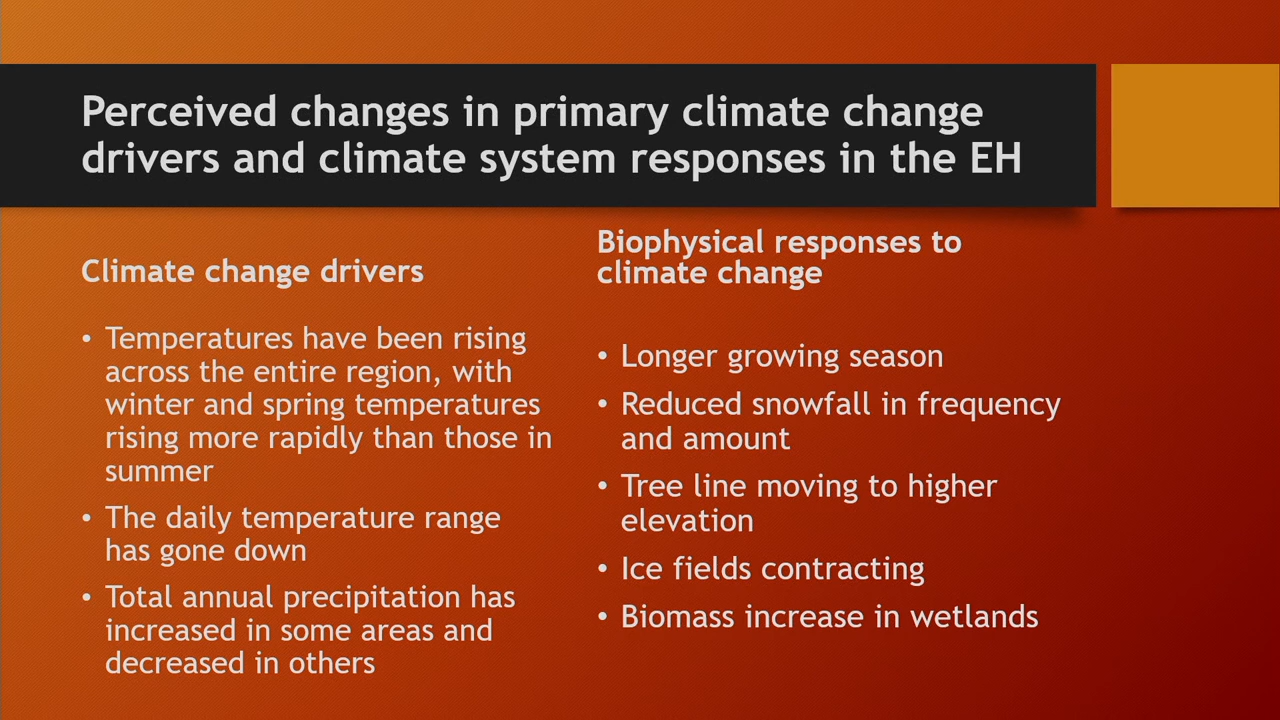 Perceived changes in primary climate change
drivers and climate system responses in the EH
Climate change drivers
• Temperatures have been rising
across the entire region, with
winter and spring temperatures
rising more rapidly than those in
summer
• The daily temperature range
has gone down
• Total annual precipitation has
increased in some areas and
decreased in others
Biophysical responses to
climate change
• Longer growing season
• Reduced snowfall in frequency
and amount
• Tree line moving to higher
elevation
• Ice fields contracting
• Biomass increase in wetlands